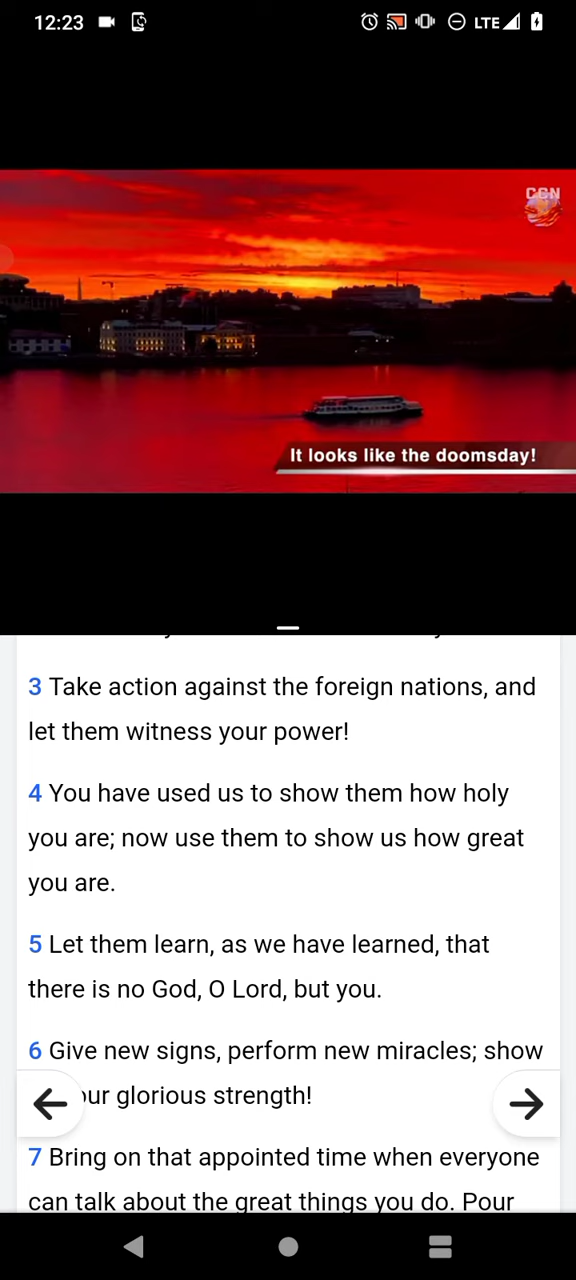 12:23
LTE
CBN
It looks like the doomsday!
3 Take action against the foreign nations, and
let them witness your power!
4 You have used us to show them how holy
you are; now use them to show us how great
you are.
5 Let them learn, as we have learned, that
there is no God, O Lord, but you.
6 Give new signs, perform new miracles; show
ur glorious strength!
7 Bring on that appointed time when everyone
can talk about the great things you do. Pour